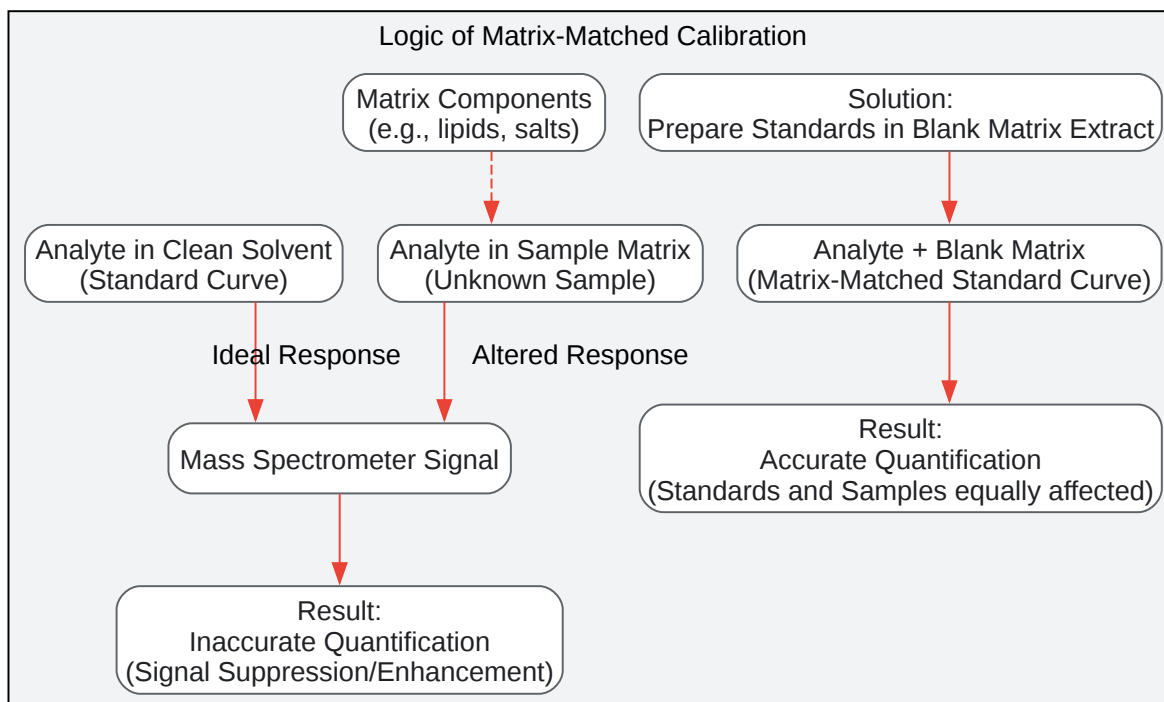 Logic of Matrix-Matched Calibration
Matrix Components
(e.g., lipids, salts)
Solution:
Prepare Standards in Blank Matrix Extract
Analyte in Clean Solvent
(Standard Curve)
Analyte in Sample Matrix
(Unknown Sample)
Analyte + Blank Matrix
(Matrix-Matched Standard Curve)
Ideal Response
Altered Response
Mass Spectrometer Signal
Result:
Accurate Quantification
(Standards and Samples equally affected)
Result:
Inaccurate Quantification
(Signal Suppression/Enhancement)